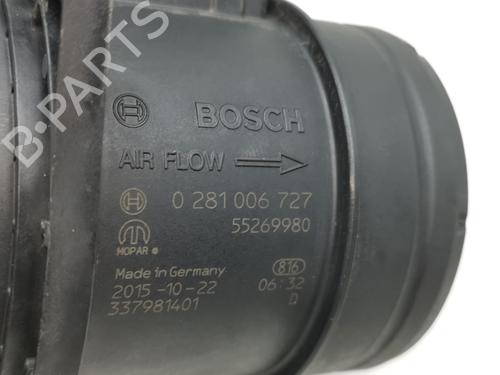 B-PARTS
BOSCH
AIR FLOW
0 281 006 727
55269980
MOPAR ®
Made in Germany
816
2015-10-22
06:32
337981401
D